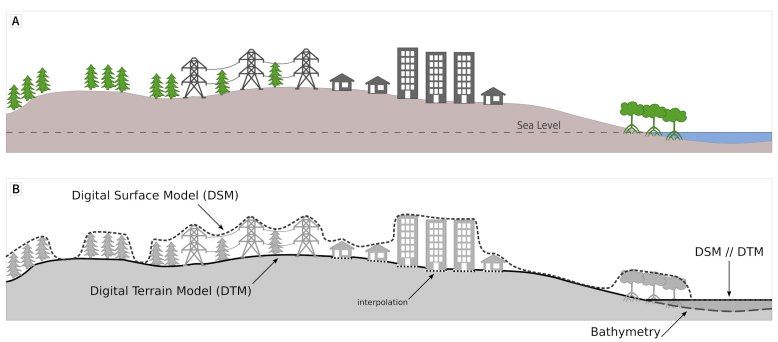 A
Sea Level
B
Digital Surface Model (DSM)
DSM // DTM
Digital Terrain Model (DTM)
interpolation
Bathymetry